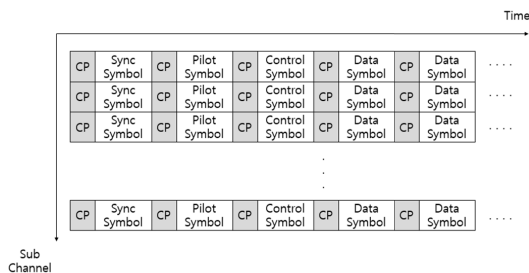 Time
CP Sync Symbol CP Pilot Symbol CP Control Symbol CP Data Symbol CP Data Symbol . . . .
CP Sync Symbol CP Pilot Symbol CP Control Symbol CP Data Symbol CP Data Symbol . . . .
CP Sync Symbol CP Pilot Symbol CP Control Symbol CP Data Symbol CP Data Symbol . . . .
.
.
.
CP Sync Symbol CP Pilot Symbol CP Control Symbol CP Data Symbol CP Data Symbol . . . .
Sub
Channel